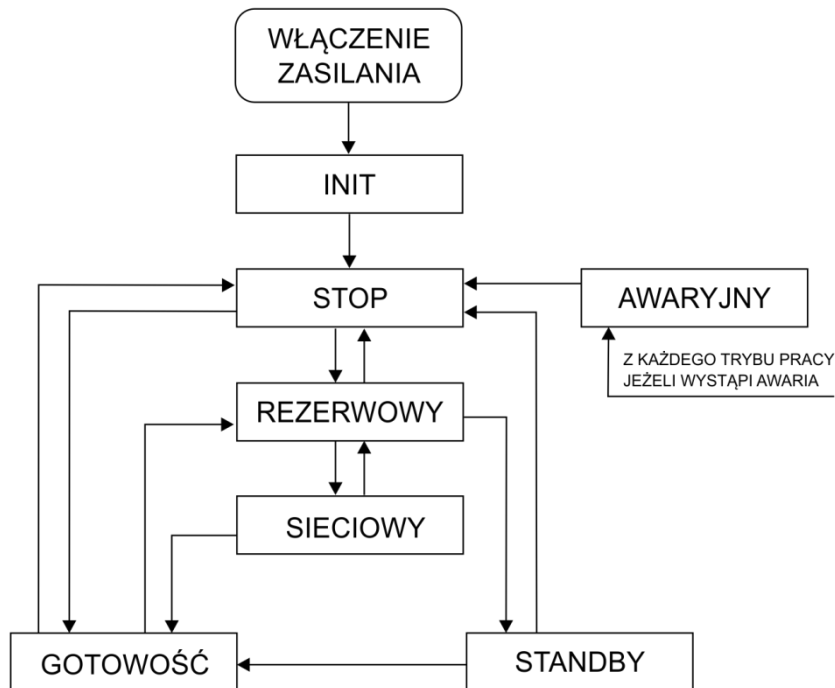 WŁĄCZENIE
ZASILANIA
INIT
STOP
AWARYJNY
Z KAŻDEGO TRYBU PRACY
JEŻELI WYSTĄPI AWARIA
REZERWOWY
SIECIOWY
GOTOWOŚĆ
STANDBY